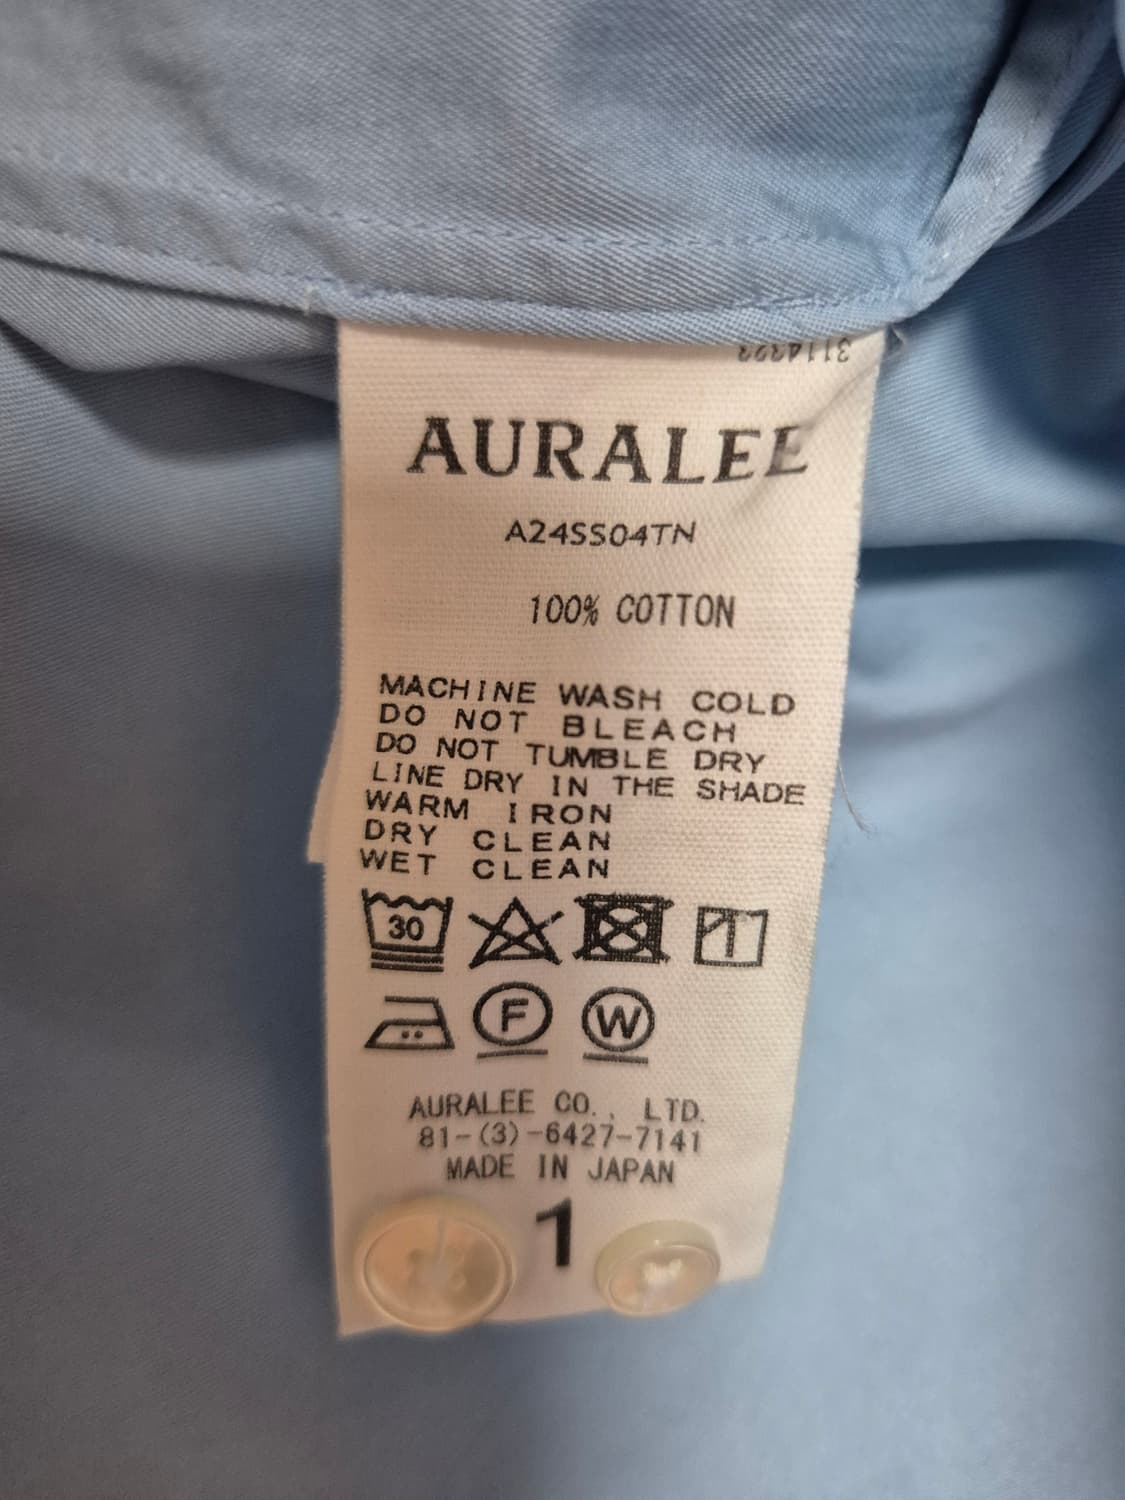 3114323
AURALEE
A24SS04TN
100% COTTON
MACHINE WASH COLD
DO NOT BLEACH
DO NOT TUMBLE DRY
LINE DRY IN THE SHADE
WARM IRON
DRY CLEAN
WET CLEAN
30
F W
AURALEE CO., LTD.
81-(3)-6427-7141
MADE IN JAPAN
1